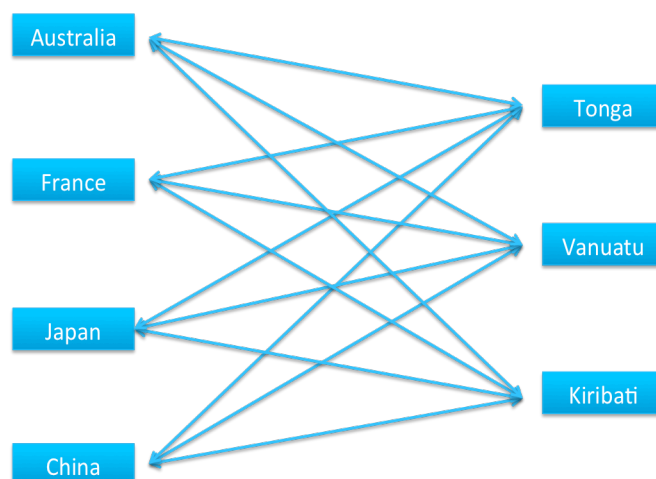 Australia
France
Japan
China
Tonga
Vanuatu
Kiribati